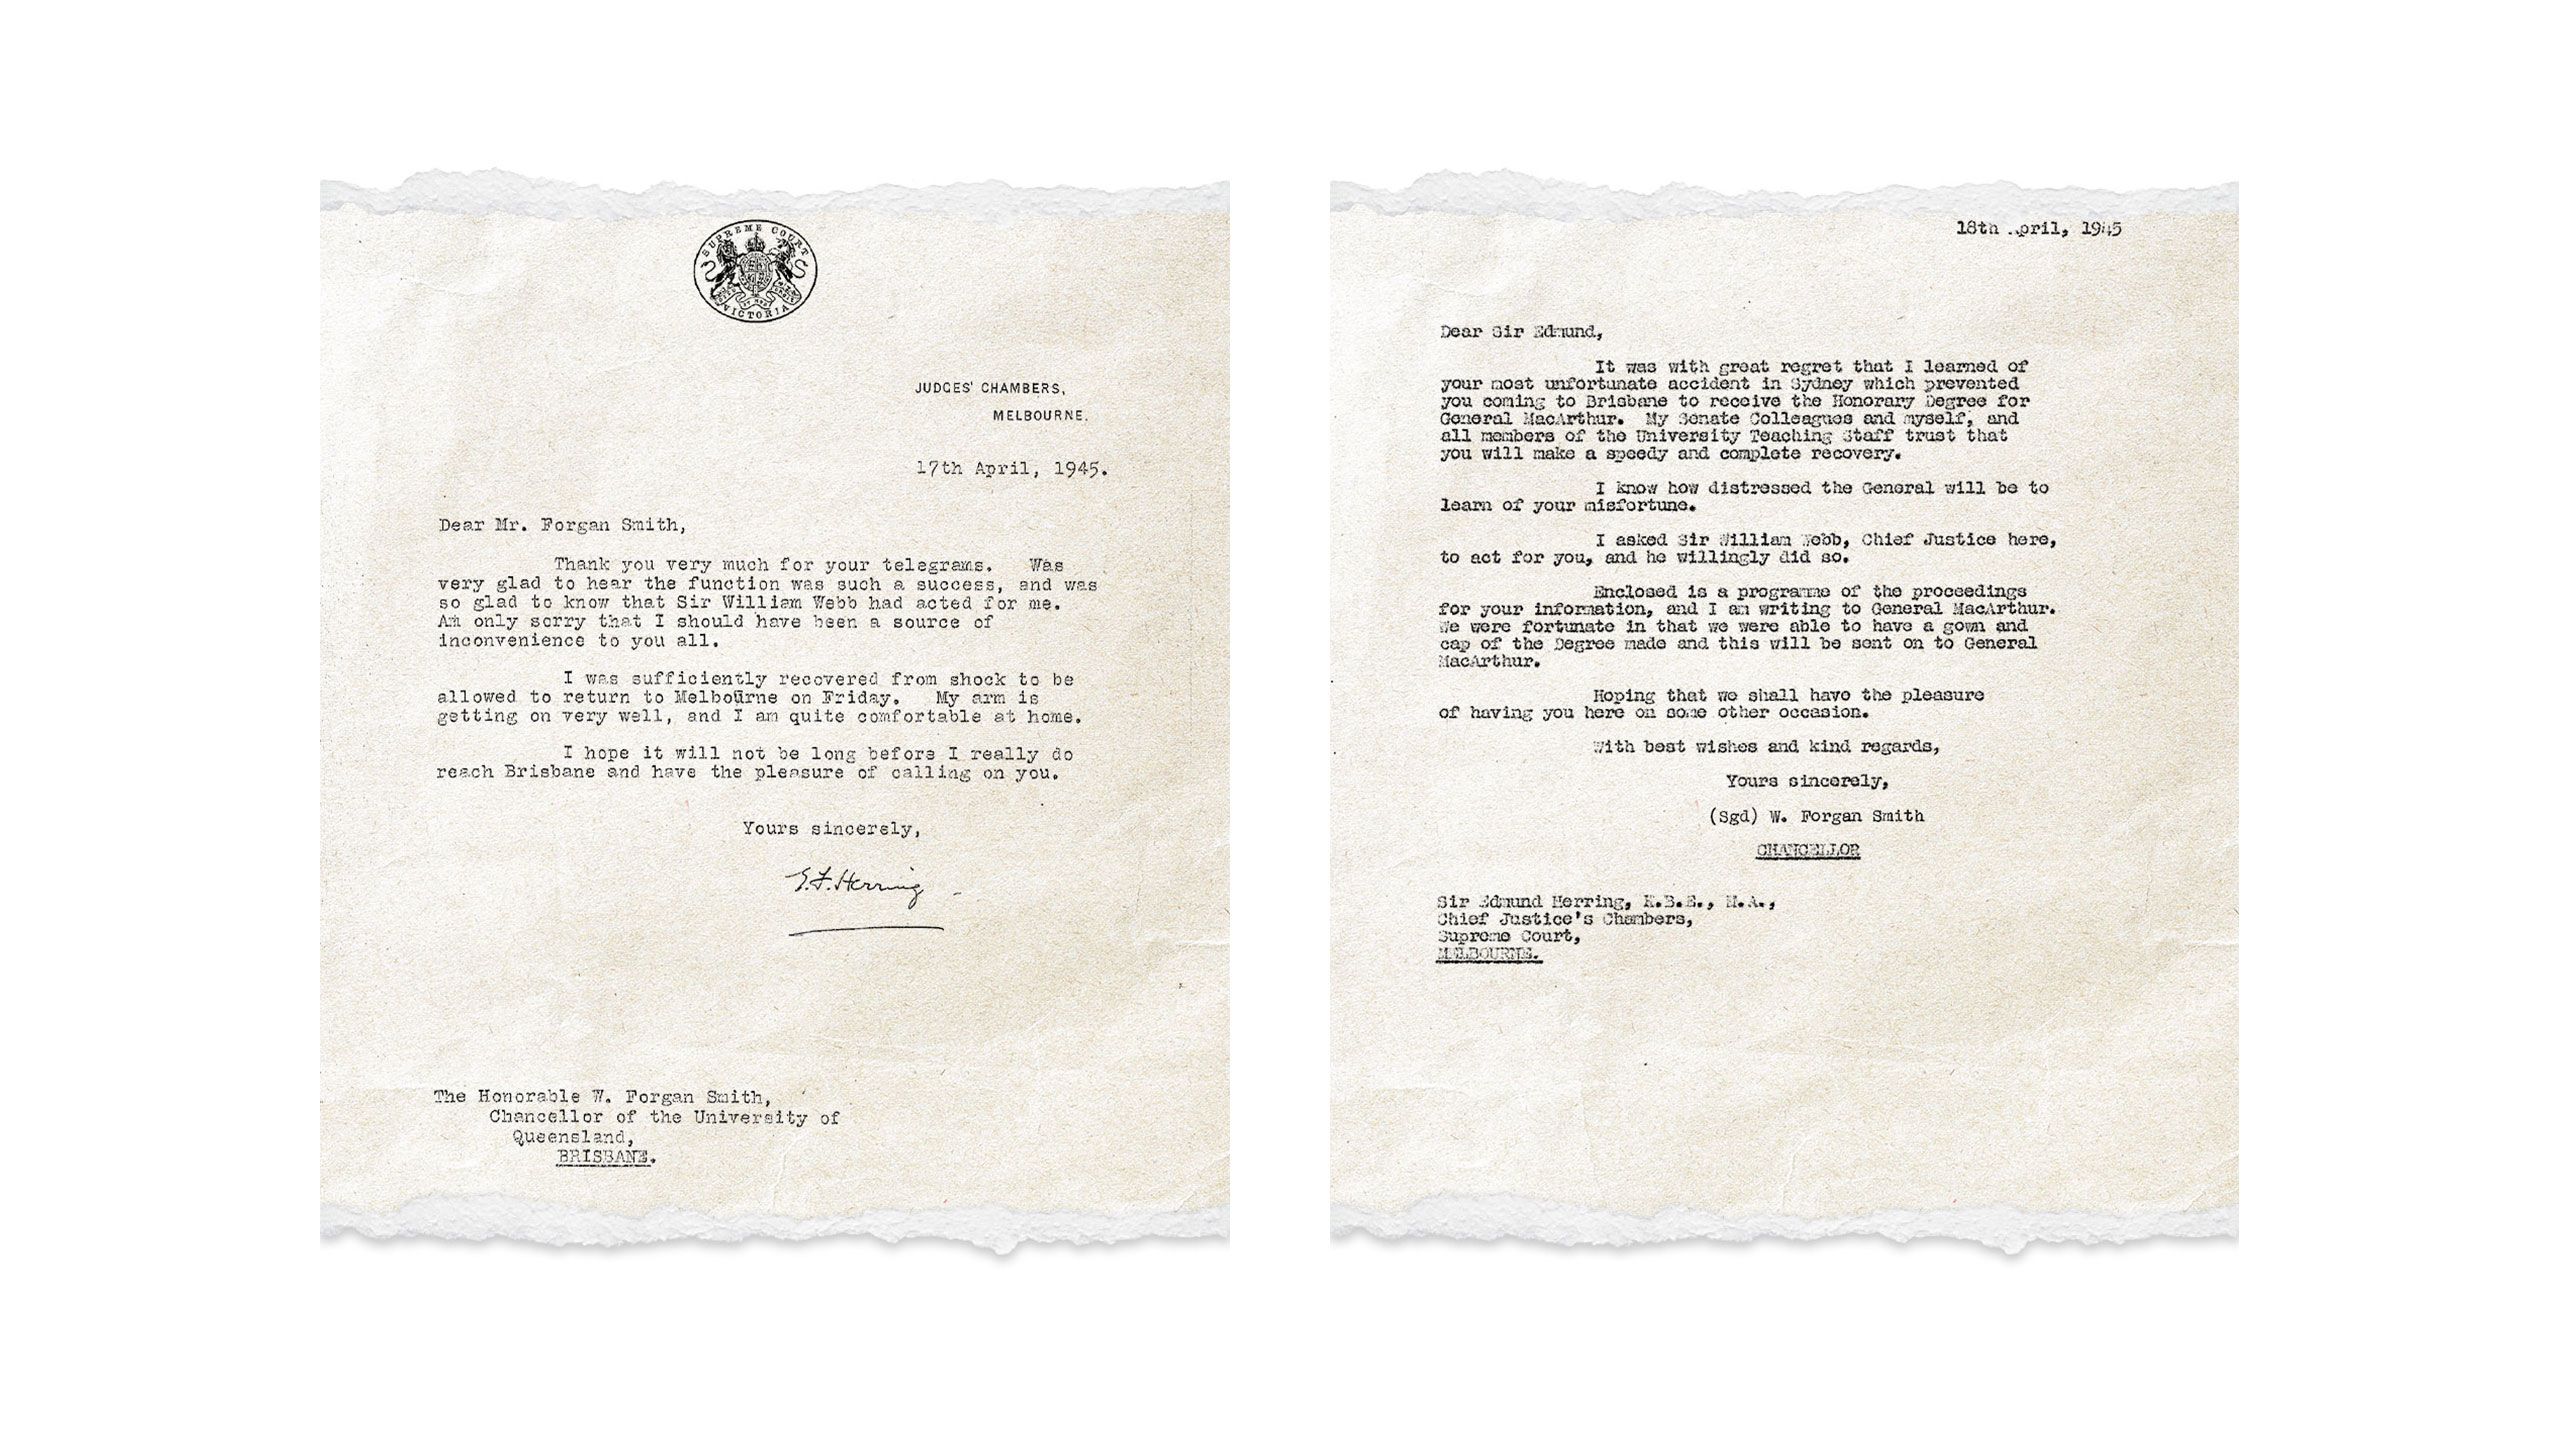 SUPREME COURT
VICTORIA
JUDGES' CHAMBERS,
MELBOURNE.
17th April, 1945.
Dear Mr. Forgan Smith,
Thank you very much for your telegrams. Was
very glad to hear the function was such a success, and was
so glad to know that Sir William Webb had acted for me.
Am only sorry that I should have been a source of
inconvenience to you all.
I was sufficiently recovered from shock to be
allowed to return to Melbourne on Friday. My arm is
getting on very well, and I am quite comfortable at home.
I hope it will not be long before I really do
reach Brisbane and have the pleasure of calling on you.
Yours sincerely,
E.F. Herring
The Honorable W. Forgan Smith,
Chancellor of the University of
Queensland,
BRISBANE.
18th April, 1945
Dear Sir Edmund,
It was with great regret that I learned of
your most unfortunate accident in Sydney which prevented
you coming to Brisbane to receive the Honorary Degree for
General MacArthur. My Senate Colleagues and myself, and
all members of the University Teaching Staff trust that
you will make a speedy and complete recovery.
I know how distressed the General will be to
learn of your misfortune.
I asked Sir William Webb, Chief Justice here,
to act for you, and he willingly did so.
Enclosed is a programme of the proceedings
for your information, and I am writing to General MacArthur.
We were fortunate in that we were able to have a gown and
cap of the Degree made and this will be sent on to General
MacArthur.
Hoping that we shall have the pleasure
of having you here on some other occasion.
With best wishes and kind regards,
Yours sincerely,
(Sgd) W. Forgan Smith
CHANCELLOR
Sir Edmund Herring, K.B.E., M.A.,
Chief Justice's Chambers,
Supreme Court,
MELBOURNE.